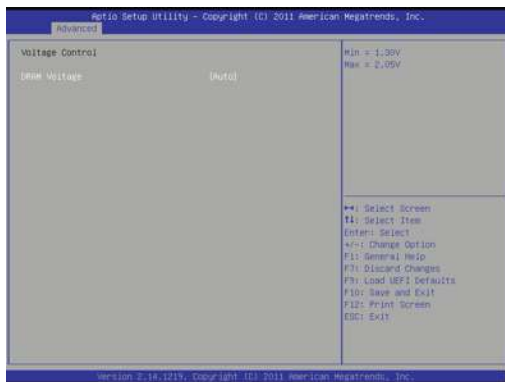 Aptio Setup Utility - Copyright (C) 2011 American Megatrends, Inc.
Advanced
Voltage Control
DRAM Voltage [Auto]
Min = 1.30V
Max = 2.05V
→←: Select Screen
↑↓: Select Item
Enter: Select
+/-: Change Option
F1: General Help
F7: Discard Changes
F9: Load UEFI Defaults
F10: Save and Exit
F12: Print Screen
ESC: Exit
Version 2.14.1219. Copyright (C) 2011 American Megatrends, Inc.